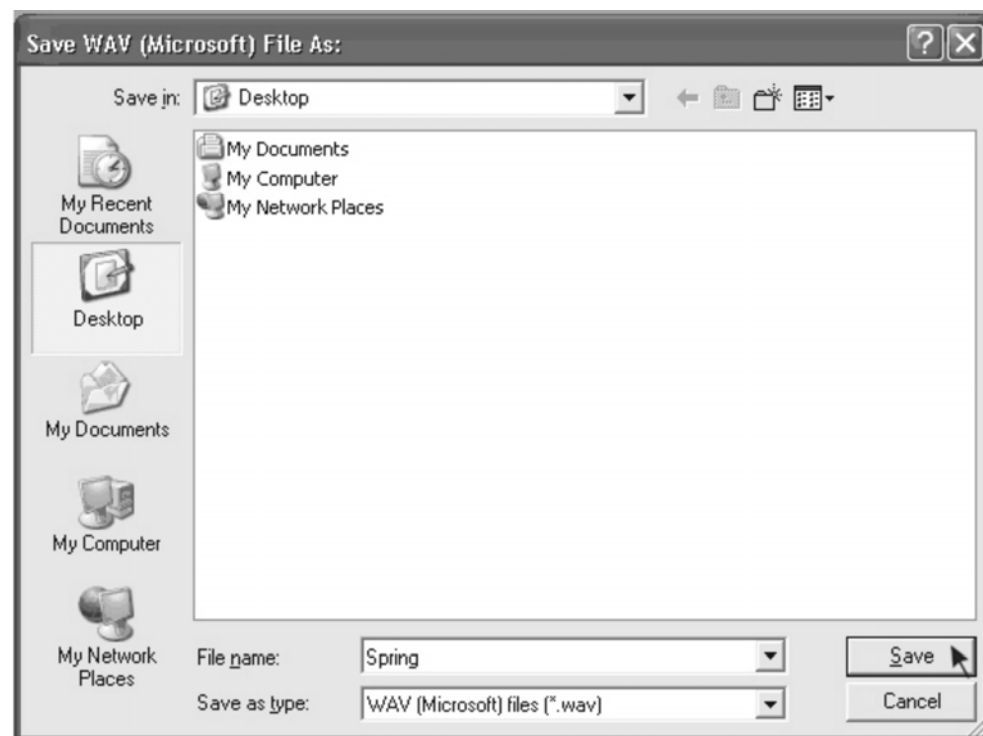 Save WAV (Microsoft) File As:
Save in:
Desktop
My Documents
My Computer
My Network Places
My Recent
Documents
Desktop
My Documents
My Computer
My Network
Places
File name:
Spring
Save
Save as type:
WAV (Microsoft) files (*.wav)
Cancel